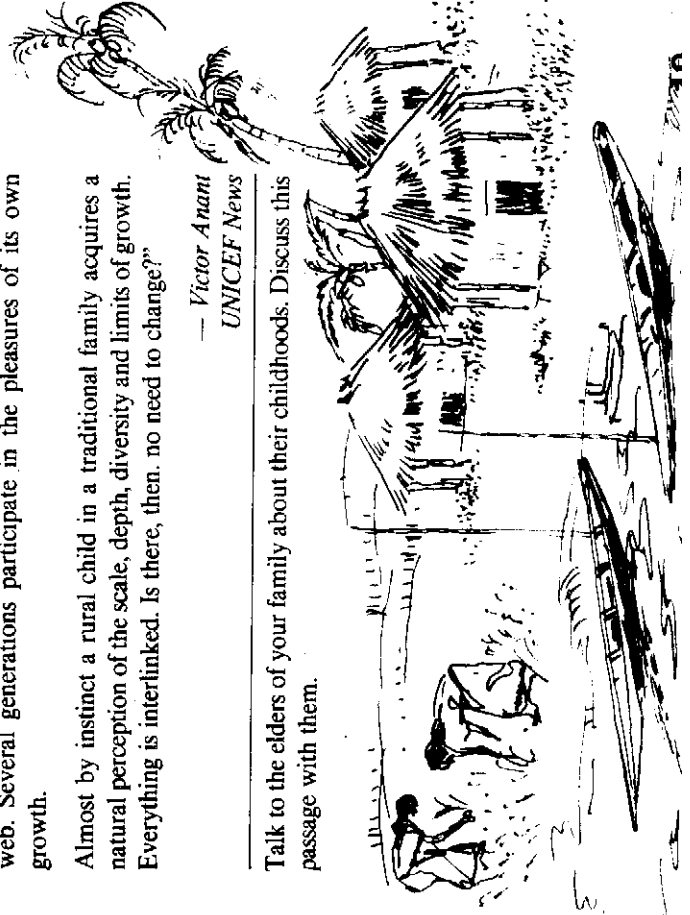 web. Several generations participate in the pleasures of its own
growth.
Almost by instinct a rural child in a traditional family acquires a
natural perception of the scale, depth, diversity and limits of growth.
Everything is interlinked. Is there, then. no need to change?”
— Victor Anant
UNICEF News
Talk to the elders of your family about their childhoods. Discuss this
passage with them.